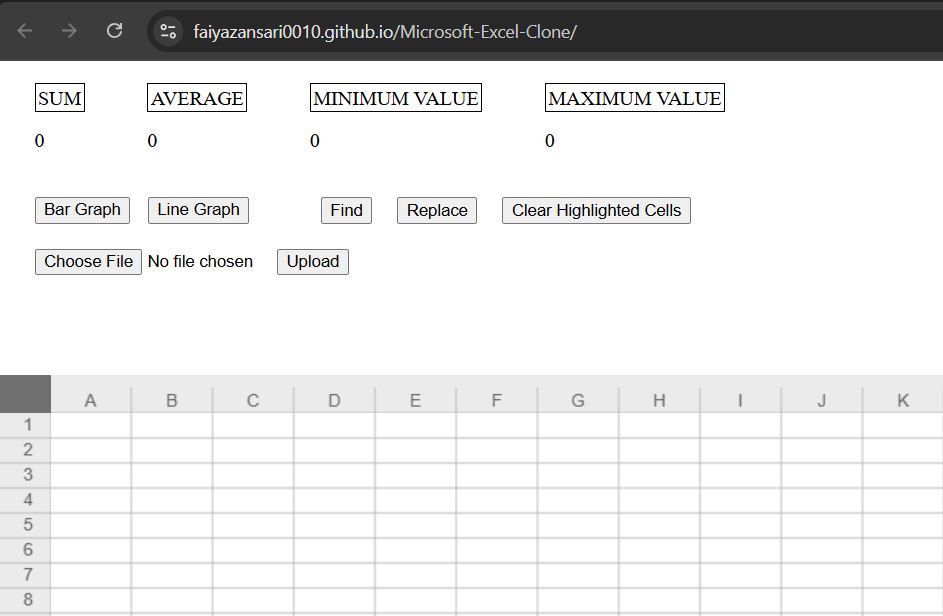 faiyazansari0010.github.io/Microsoft-Excel-Clone/
SUM AVERAGE MINIMUM VALUE MAXIMUM VALUE
0 0 0 0
Bar Graph Line Graph Find Replace Clear Highlighted Cells
Choose File No file chosen Upload
A B C D E F G H I J K
1
2
3
4
5
6
7
8